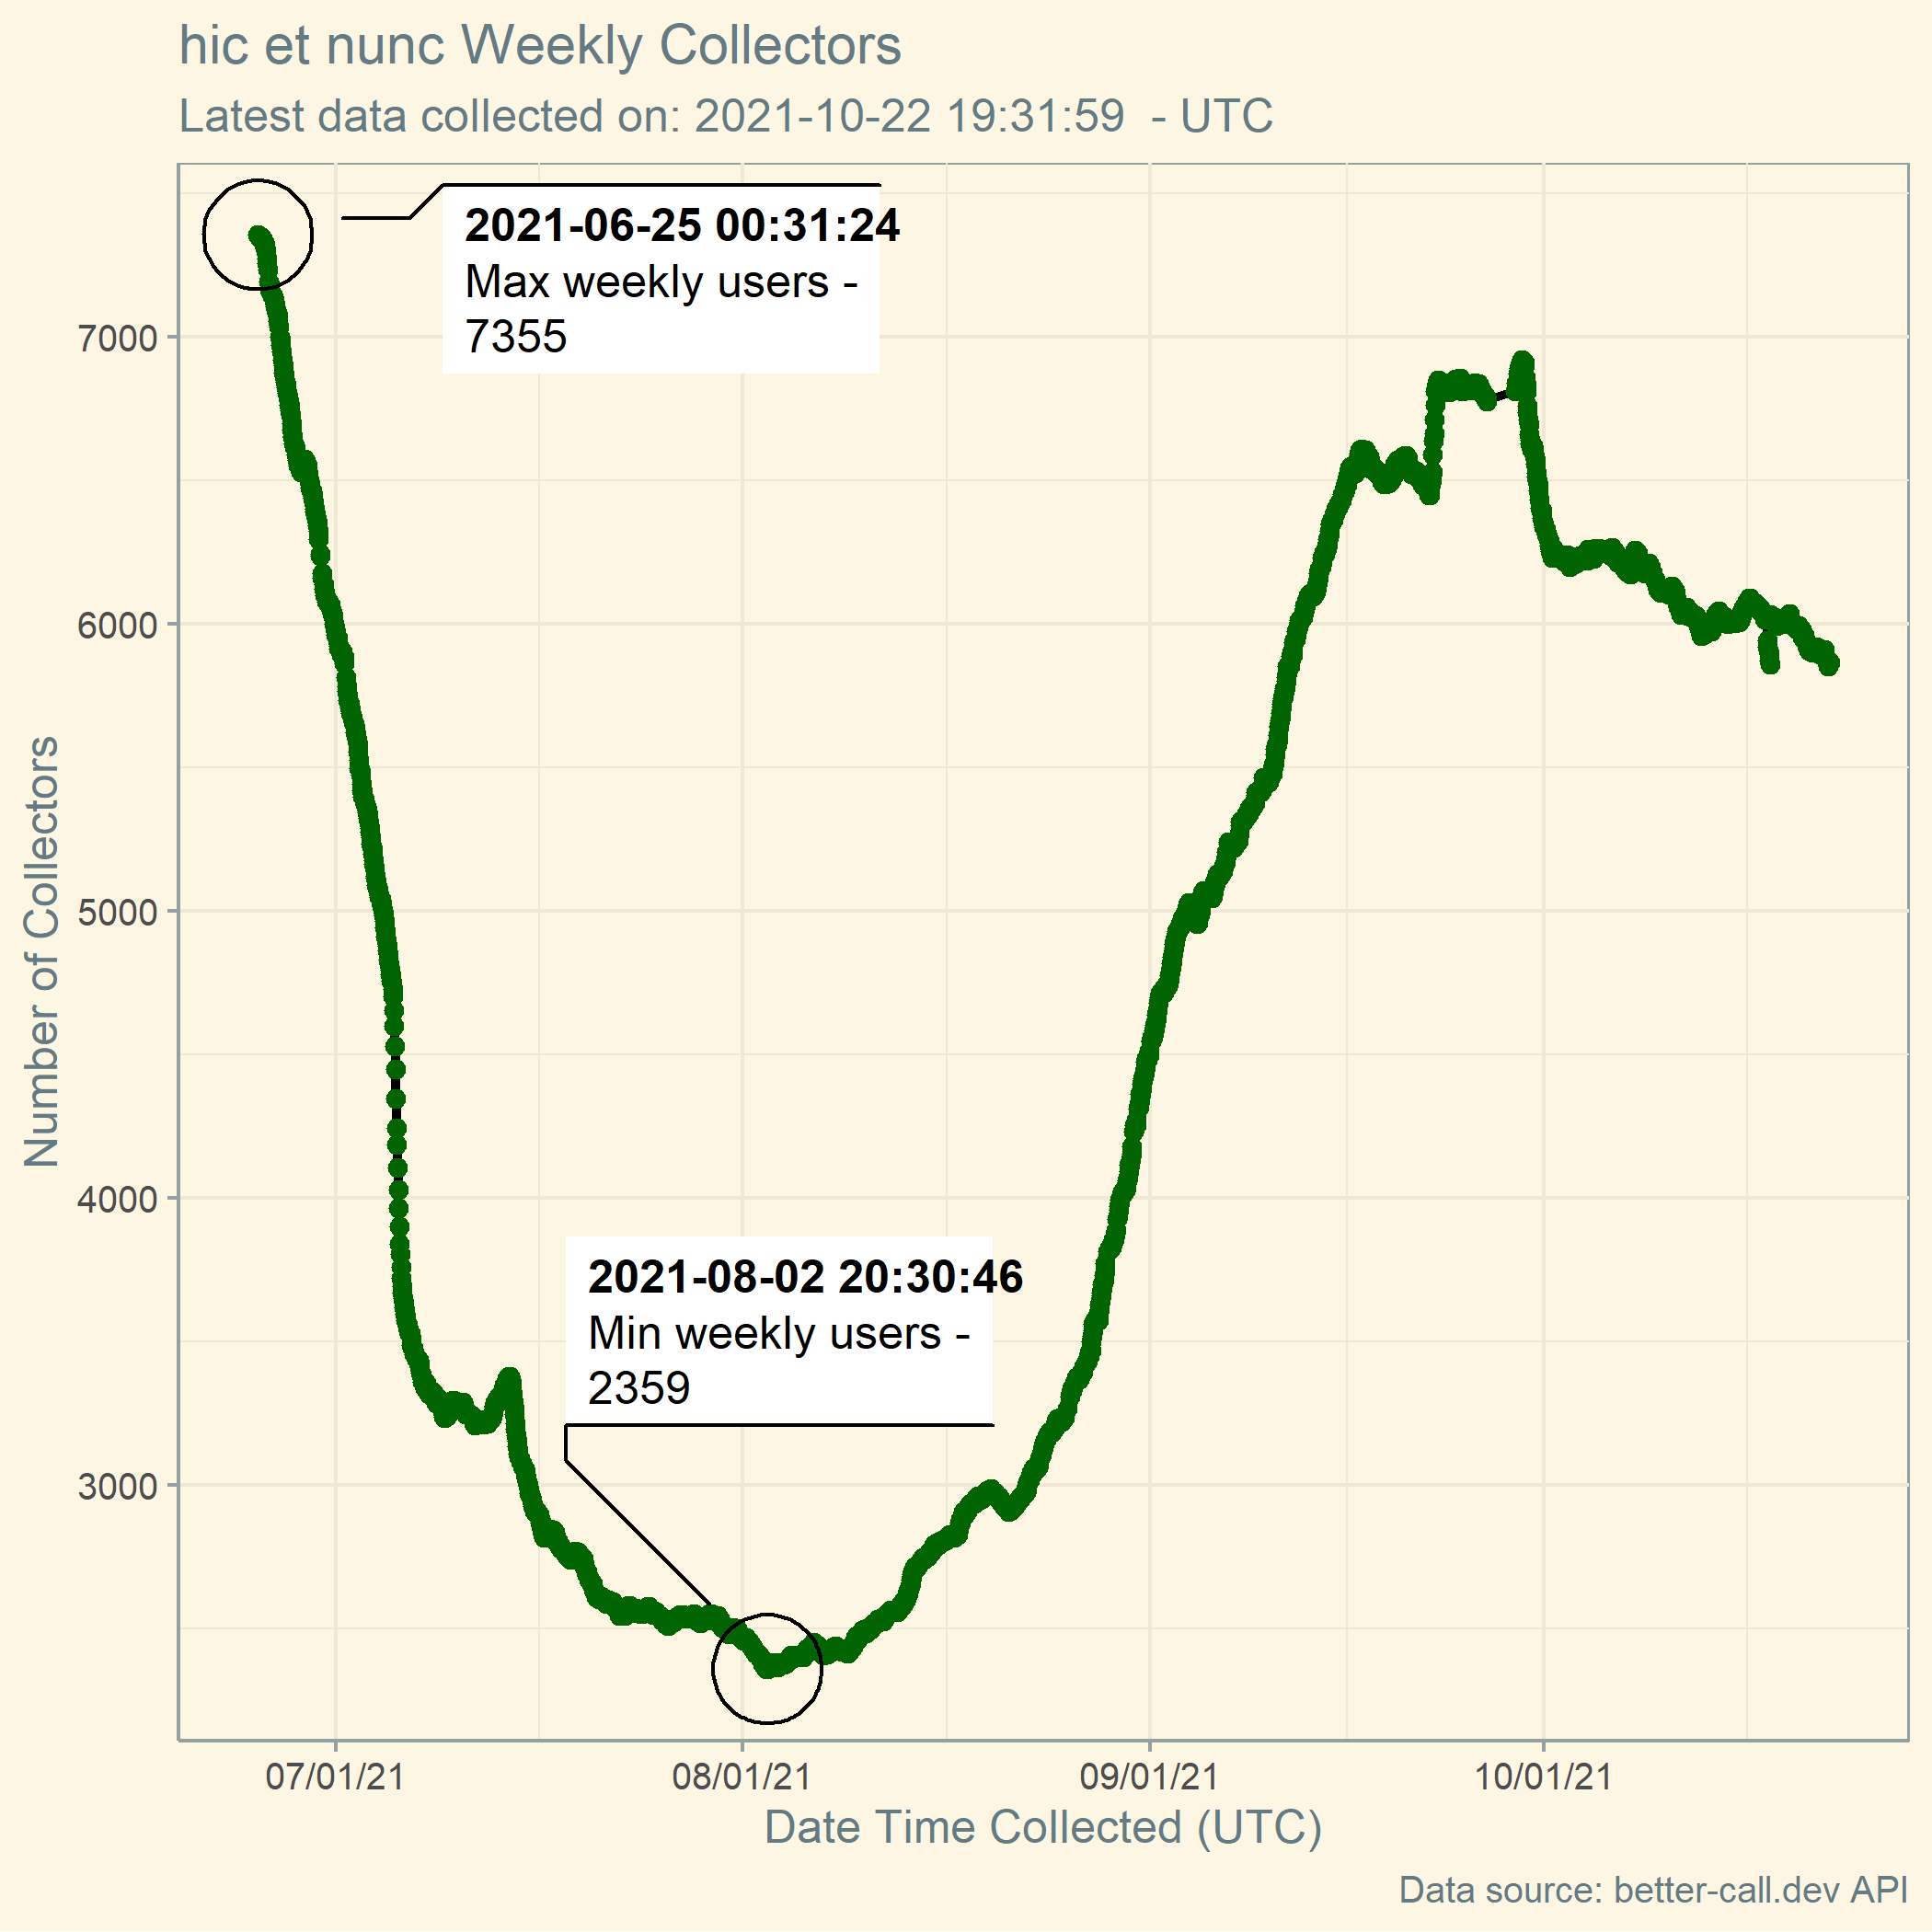 hic et nunc Weekly Collectors
Latest data collected on: 2021-10-22 19:31:59  - UTC
2021-06-25 00:31:24
Max weekly users -
7355
7000
6000
5000
4000
3000
Number of Collectors
2021-08-02 20:30:46
Min weekly users -
2359
07/01/21
08/01/21
09/01/21
10/01/21
Date Time Collected (UTC)
Data source: better-call.dev API